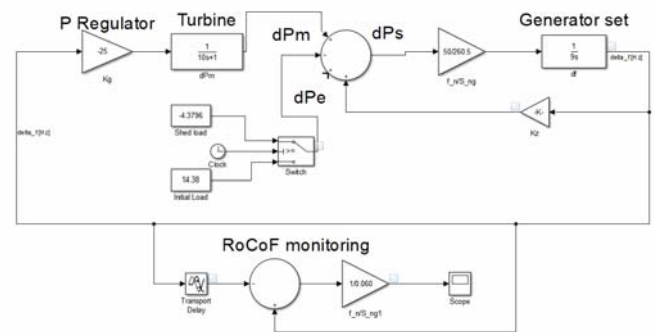 P Regulator
Turbine
Generator set
dPm
dPs
-25
Kg
1
10s+1
dPm
50/260.5
f_n/S_ng
1
9s
df
delta_f[Hz]
dPe
-K-
Kz
-4.3796
Shed load
Clock
>=
Switch
14.38
Initial Load
delta_f[Hz]
RoCoF monitoring
Transport
Delay
1/0.060
f_n/S_ng1
Scope